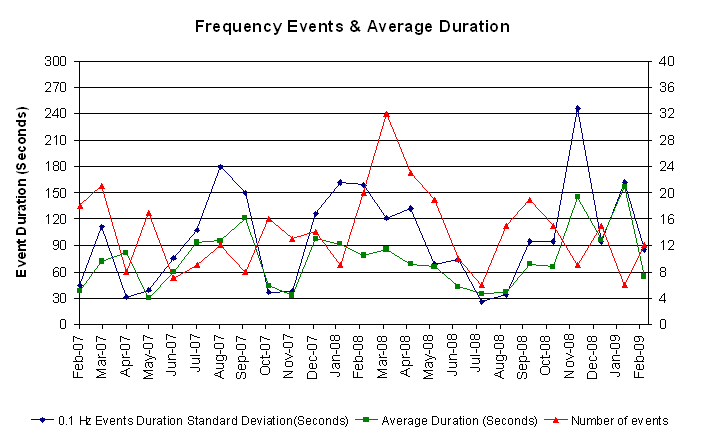 Frequency Events & Average Duration
Event Duration (Seconds)
300
270
240
210
180
150
120
90
60
30
0
40
36
32
28
24
20
16
12
8
4
0
Feb-07
Mar-07
Apr-07
May-07
Jun-07
Jul-07
Aug-07
Sep-07
Oct-07
Nov-07
Dec-07
Jan-08
Feb-08
Mar-08
Apr-08
May-08
Jun-08
Jul-08
Aug-08
Sep-08
Oct-08
Nov-08
Dec-08
Jan-09
Feb-09
0.1 Hz Events Duration Standard Deviation(Seconds) Average Duration (Seconds) Number of events